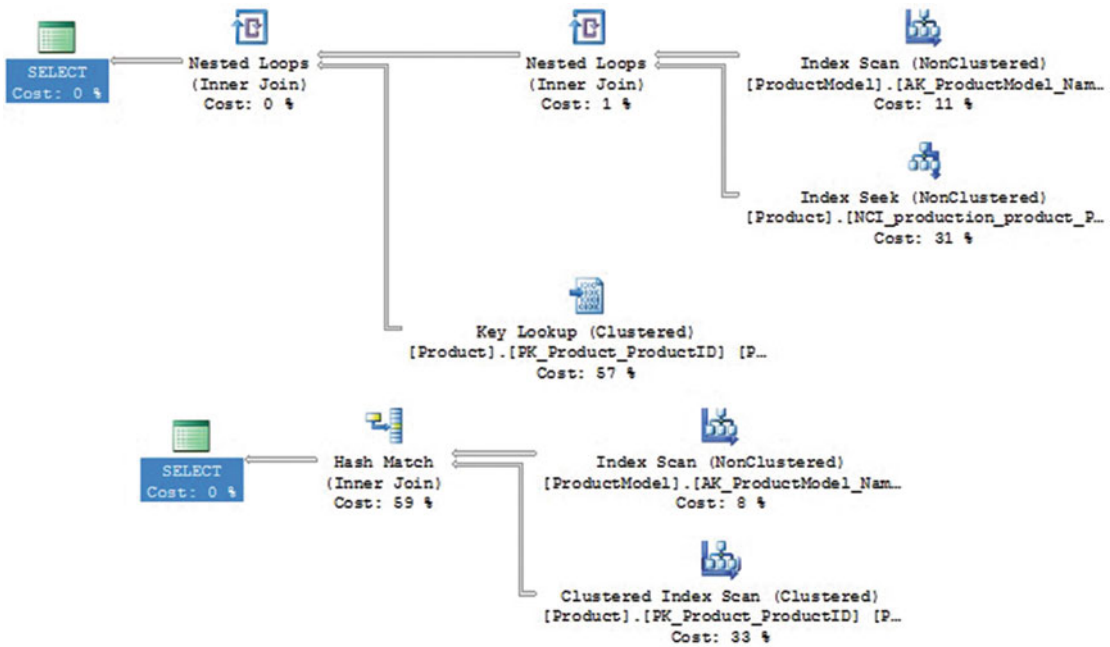 SELECT
Cost: 0 %
Nested Loops
(Inner Join)
Cost: 0 %
Nested Loops
(Inner Join)
Cost: 1 %
Index Scan (NonClustered)
[ProductModel].[AK_ProductModel_Nam…
Cost: 11 %
Index Seek (NonClustered)
[Product].[NCI_production_product_P…
Cost: 31 %
Key Lookup (Clustered)
[Product].[PK_Product_ProductID] [P…
Cost: 57 %
SELECT
Cost: 0 %
Hash Match
(Inner Join)
Cost: 59 %
Index Scan (NonClustered)
[ProductModel].[AK_ProductModel_Nam…
Cost: 8 %
Clustered Index Scan (Clustered)
[Product].[PK_Product_ProductID] [P…
Cost: 33 %